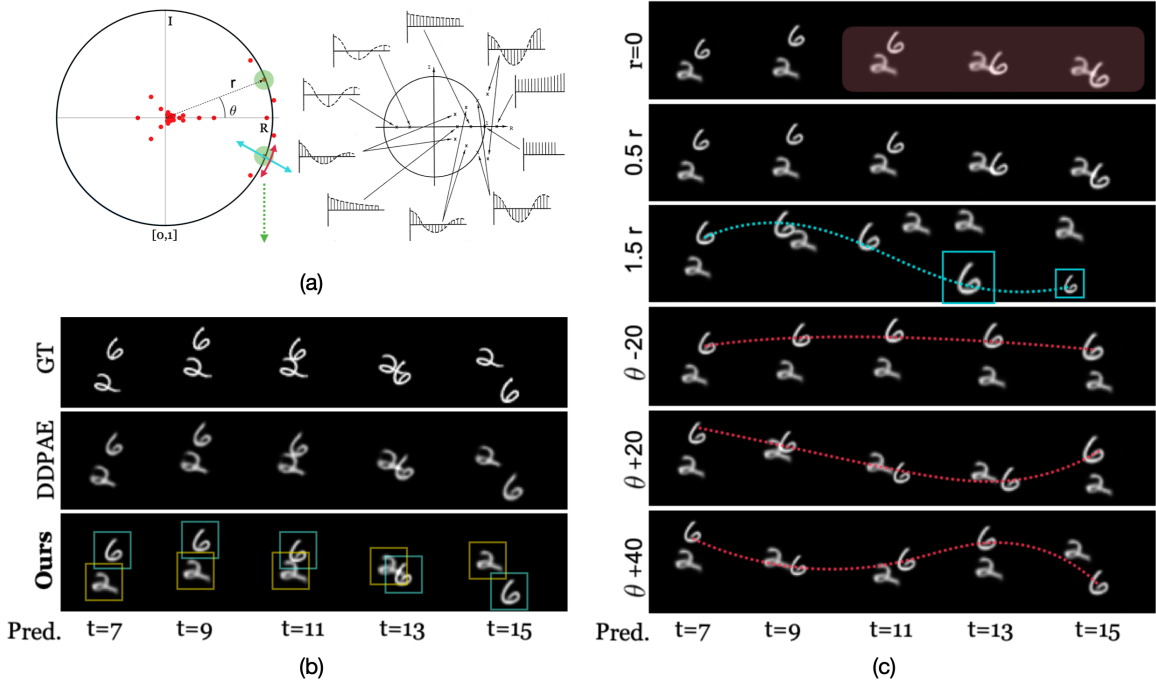 I
r
θ
R
[0,1]
I
1
R
(a)
GT
DDPAE
Ours
Pred. t=7 t=9 t=11 t=13 t=15
(b)
r=0
0.5 r
1.5 r
θ -20
θ +20
θ +40
Pred. t=7 t=9 t=11 t=13 t=15
(c)